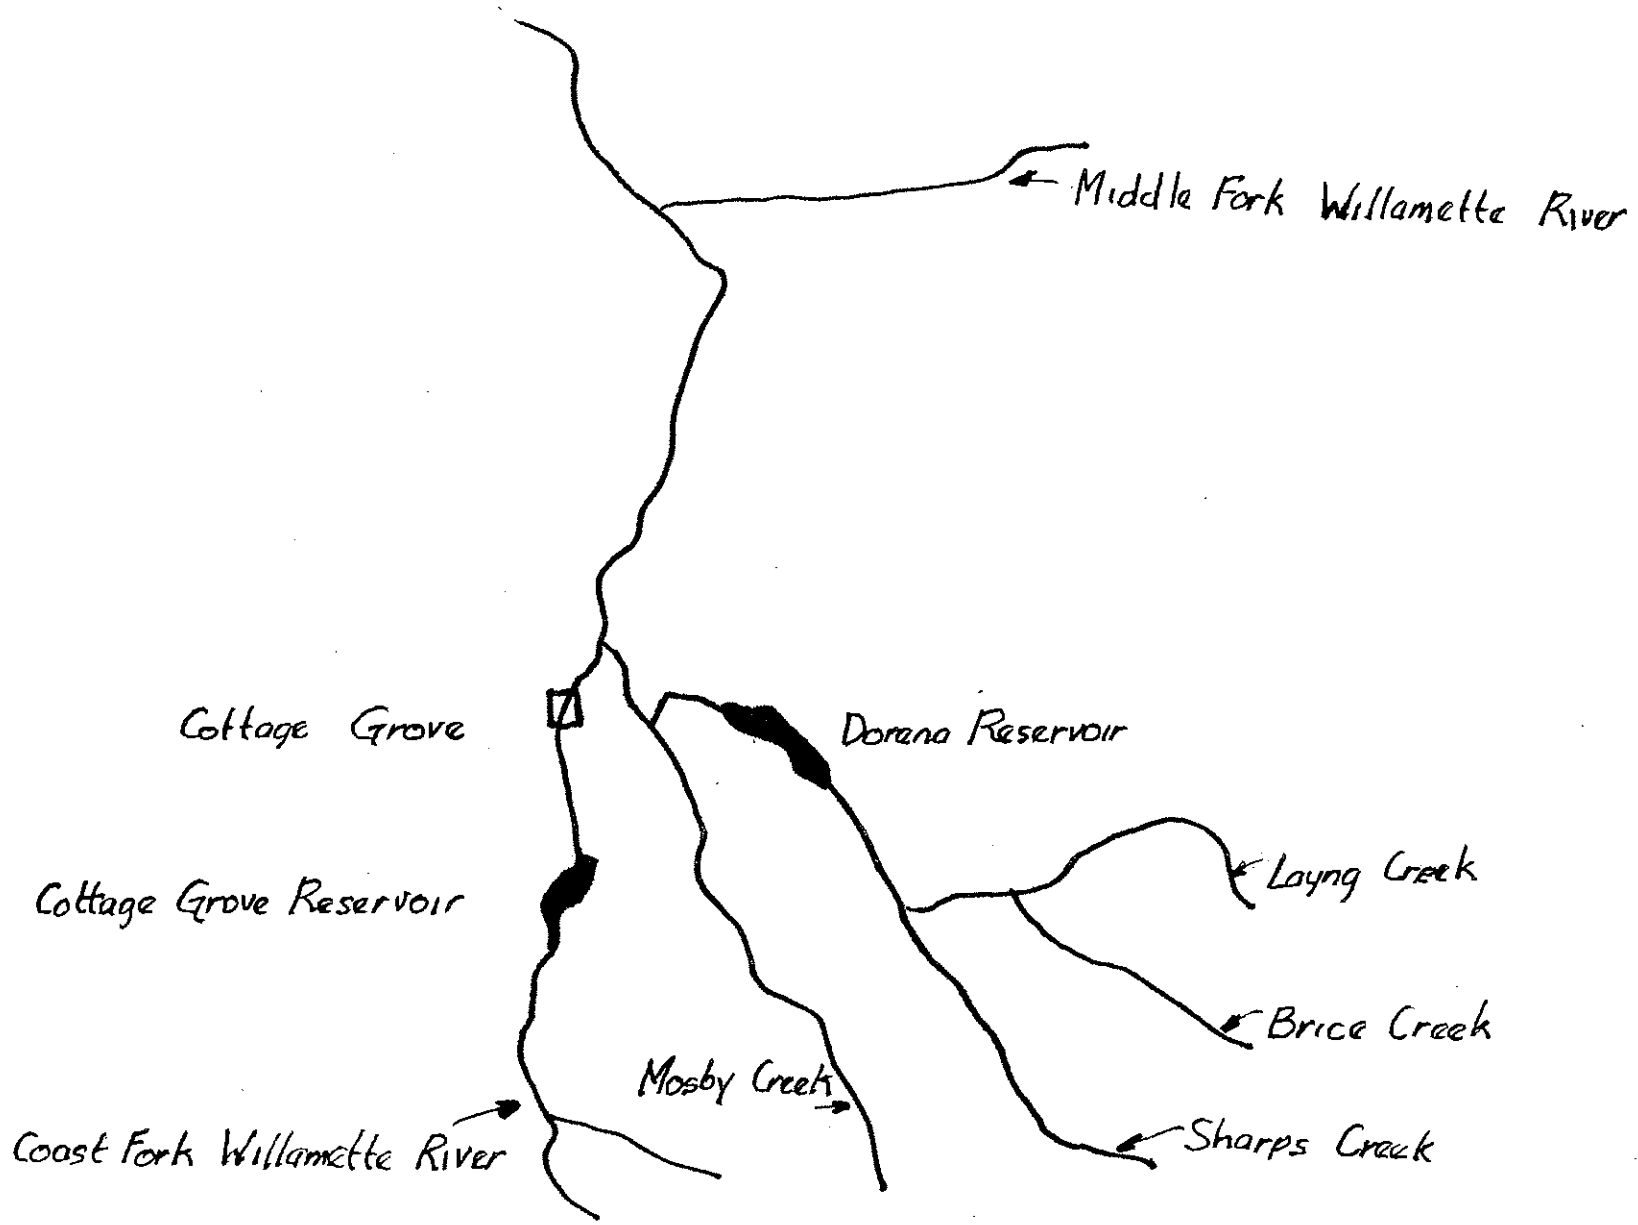 Middle Fork Willamette River
Cottage Grove
Dorena Reservoir
Layng Creek
Cottage Grove Reservoir
Brice Creek
Mosby Creek
Coast Fork Willamette River
Sharps Creek